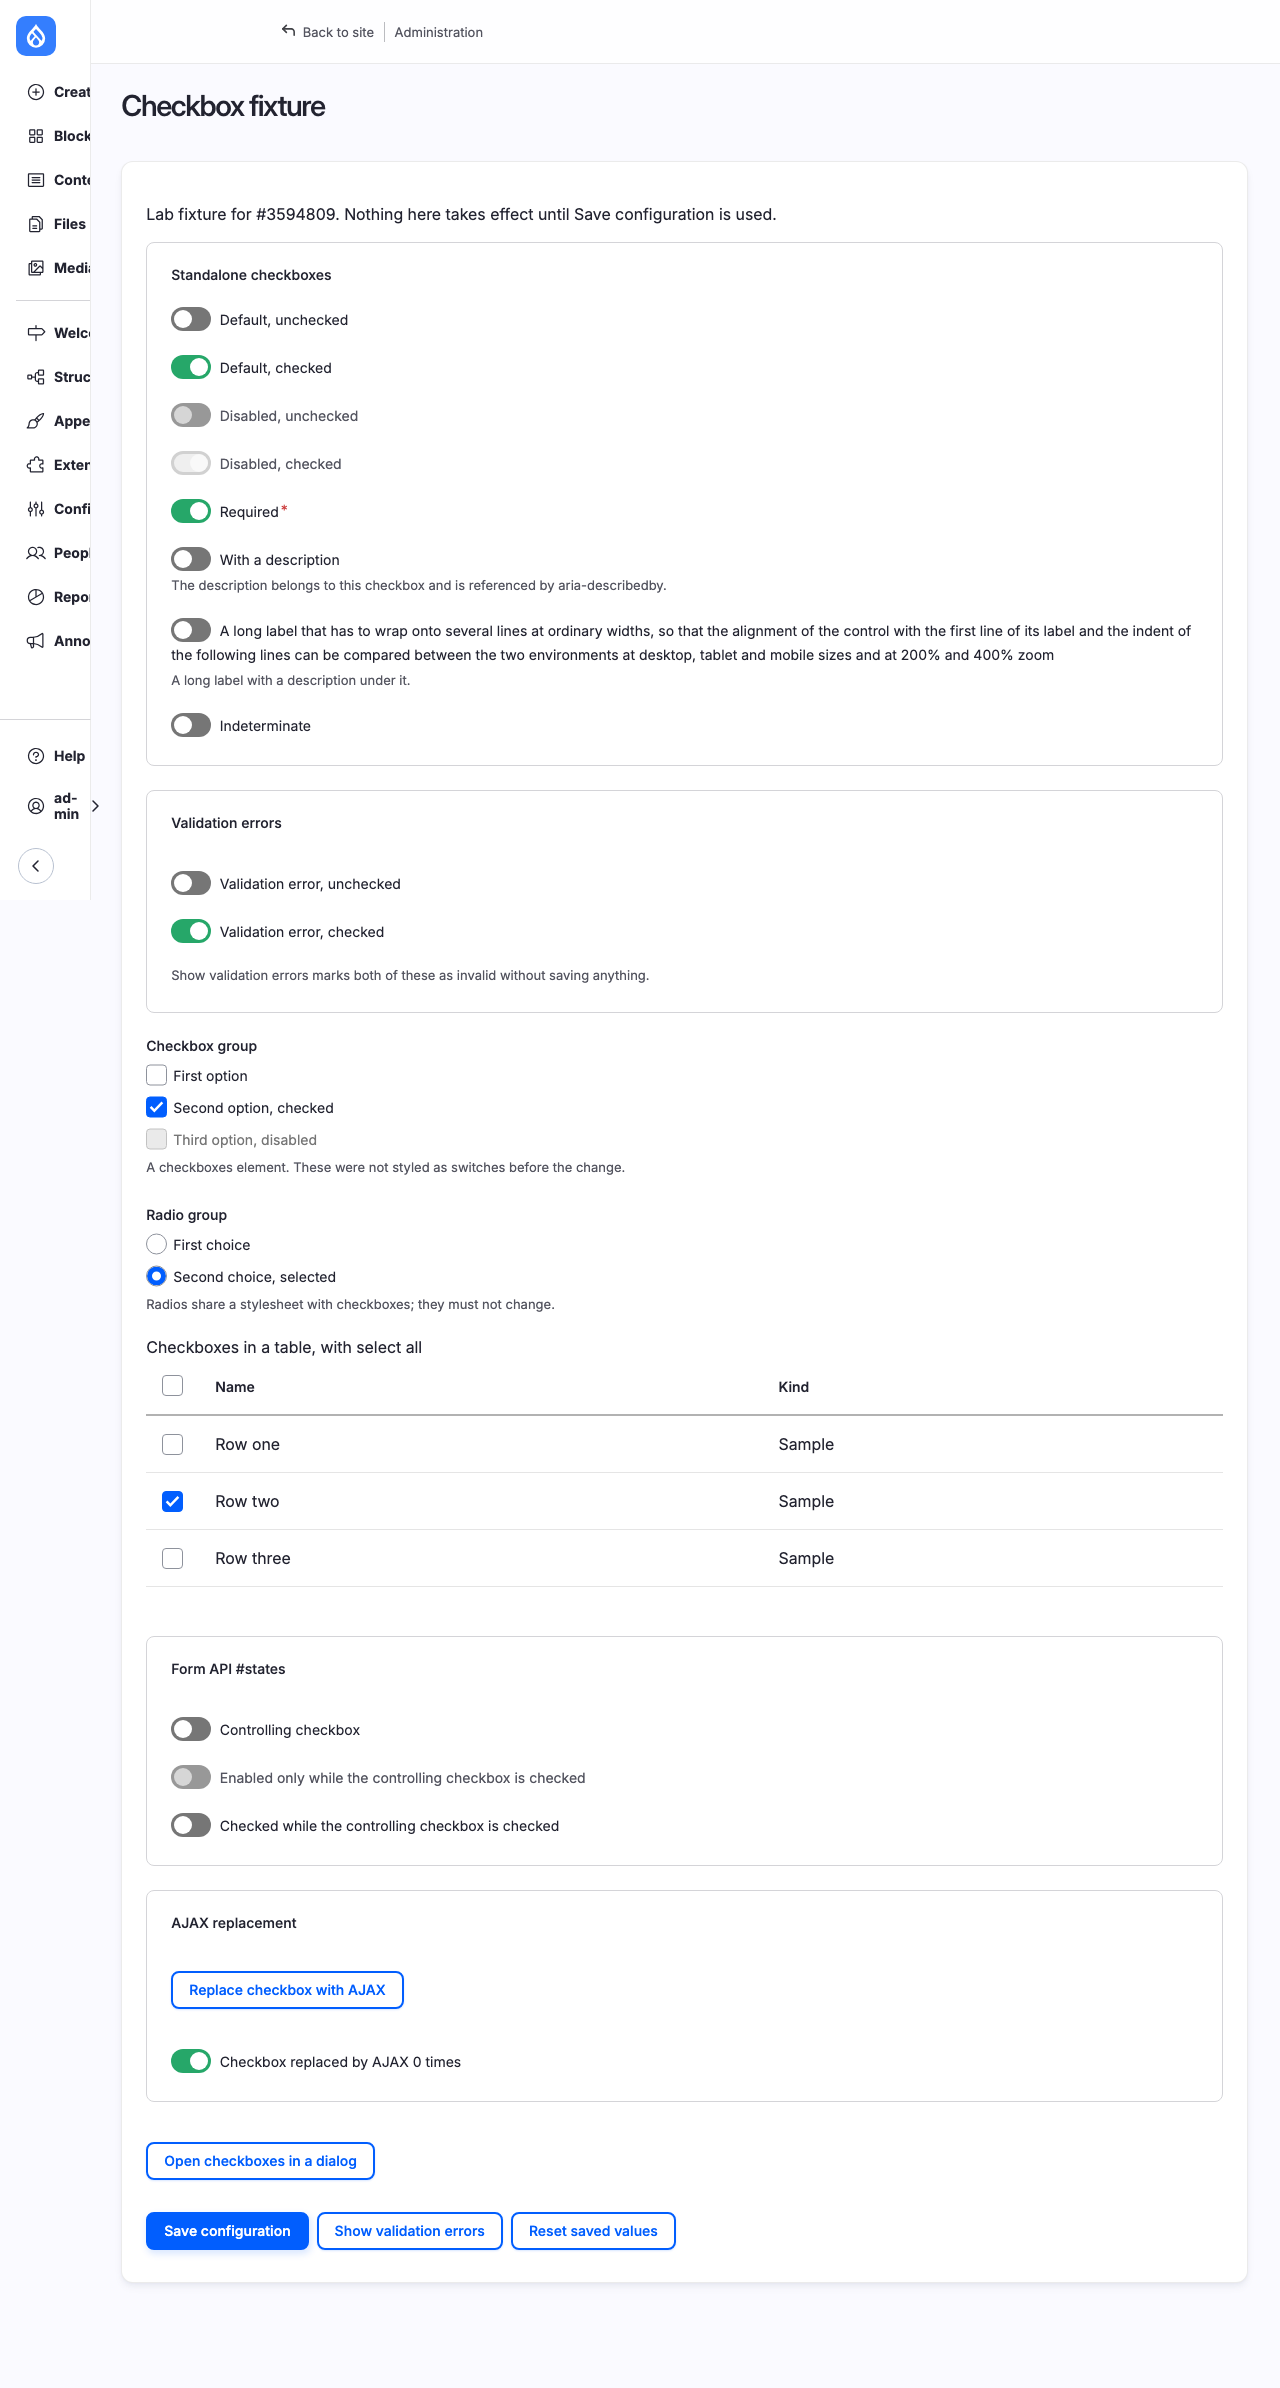 Back to site
Administration
Creat
Block
Conte
Files
Media
Welco
Struc
Appe
Exten
Confi
Peopl
Repor
Anno
Help
ad-
min
Checkbox fixture
Lab fixture for #3594809. Nothing here takes effect until Save configuration is used.
Standalone checkboxes
Default, unchecked
Default, checked
Disabled, unchecked
Disabled, checked
Required*
With a description
The description belongs to this checkbox and is referenced by aria-describedby.
A long label that has to wrap onto several lines at ordinary widths, so that the alignment of the control with the first line of its label and the indent of
the following lines can be compared between the two environments at desktop, tablet and mobile sizes and at 200% and 400% zoom
A long label with a description under it.
Indeterminate
Validation errors
Validation error, unchecked
Validation error, checked
Show validation errors marks both of these as invalid without saving anything.
Checkbox group
First option
Second option, checked
Third option, disabled
A checkboxes element. These were not styled as switches before the change.
Radio group
First choice
Second choice, selected
Radios share a stylesheet with checkboxes; they must not change.
Checkboxes in a table, with select all
Name Kind
Row one Sample
Row two Sample
Row three Sample
Form API #states
Controlling checkbox
Enabled only while the controlling checkbox is checked
Checked while the controlling checkbox is checked
AJAX replacement
Replace checkbox with AJAX
Checkbox replaced by AJAX 0 times
Open checkboxes in a dialog
Save configuration Show validation errors Reset saved values